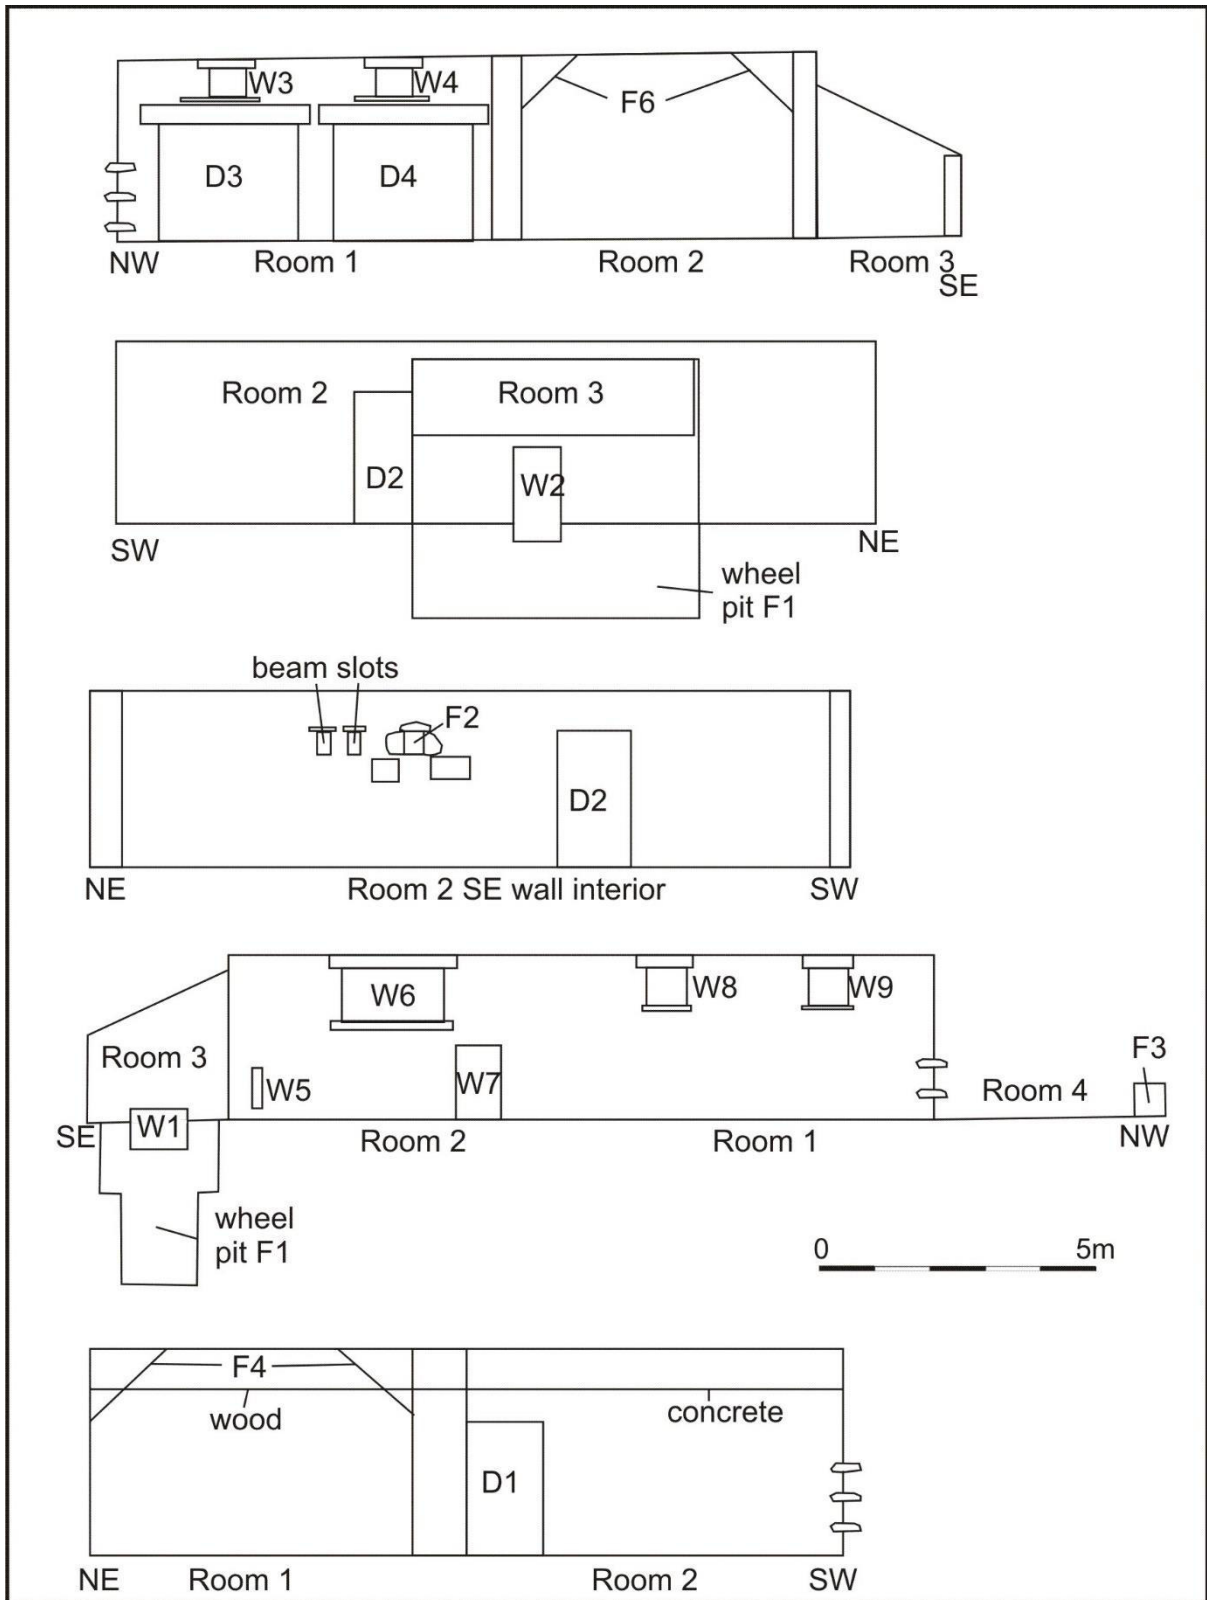 W3
W4
F6
D3
D4
NW
Room 1
Room 2
Room 3
SE
Room 2
Room 3
D2
W2
SW
NE
wheel
pit F1
beam slots
F2
D2
NE
Room 2 SE wall interior
SW
W6
W8
W9
Room 3
W5
W7
F3
Room 4
SE
W1
Room 2
Room 1
NW
wheel
pit F1
0
5m
F4
wood
concrete
D1
NE
Room 1
Room 2
SW